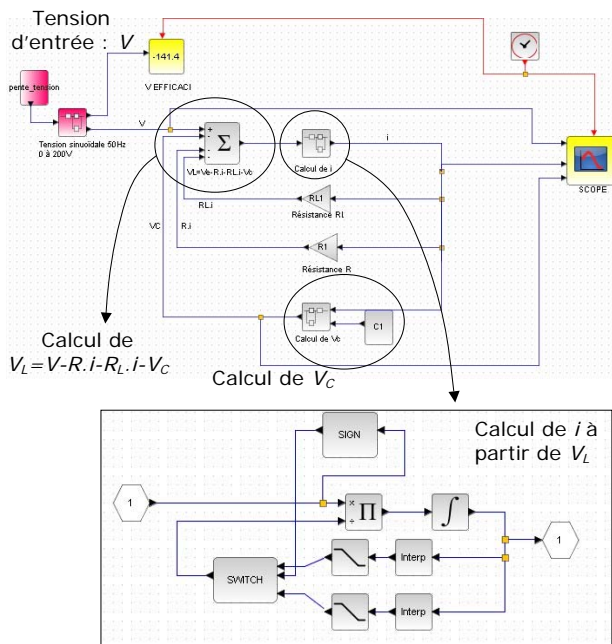 Tension
d'entrée : V
-141.4
V EFFICACI
pente_tension
V
Tension sinuoidale 50Hz
0 à 200V
+
-
-
-
Σ
VL=Ve-R.i-RL.i-Vc
Calcul de i
i
SCOPE
RL.i
RL1
Résistance RL
VC
R.i
R1
Résistance R
Calcul de Vc
C1
Calcul de
VL=V-R.i-RL.i-VC
Calcul de VC
SIGN
Calcul de i à
partir de VL
1
×
÷
Π
∫
1
SWITCH
Interp
Interp